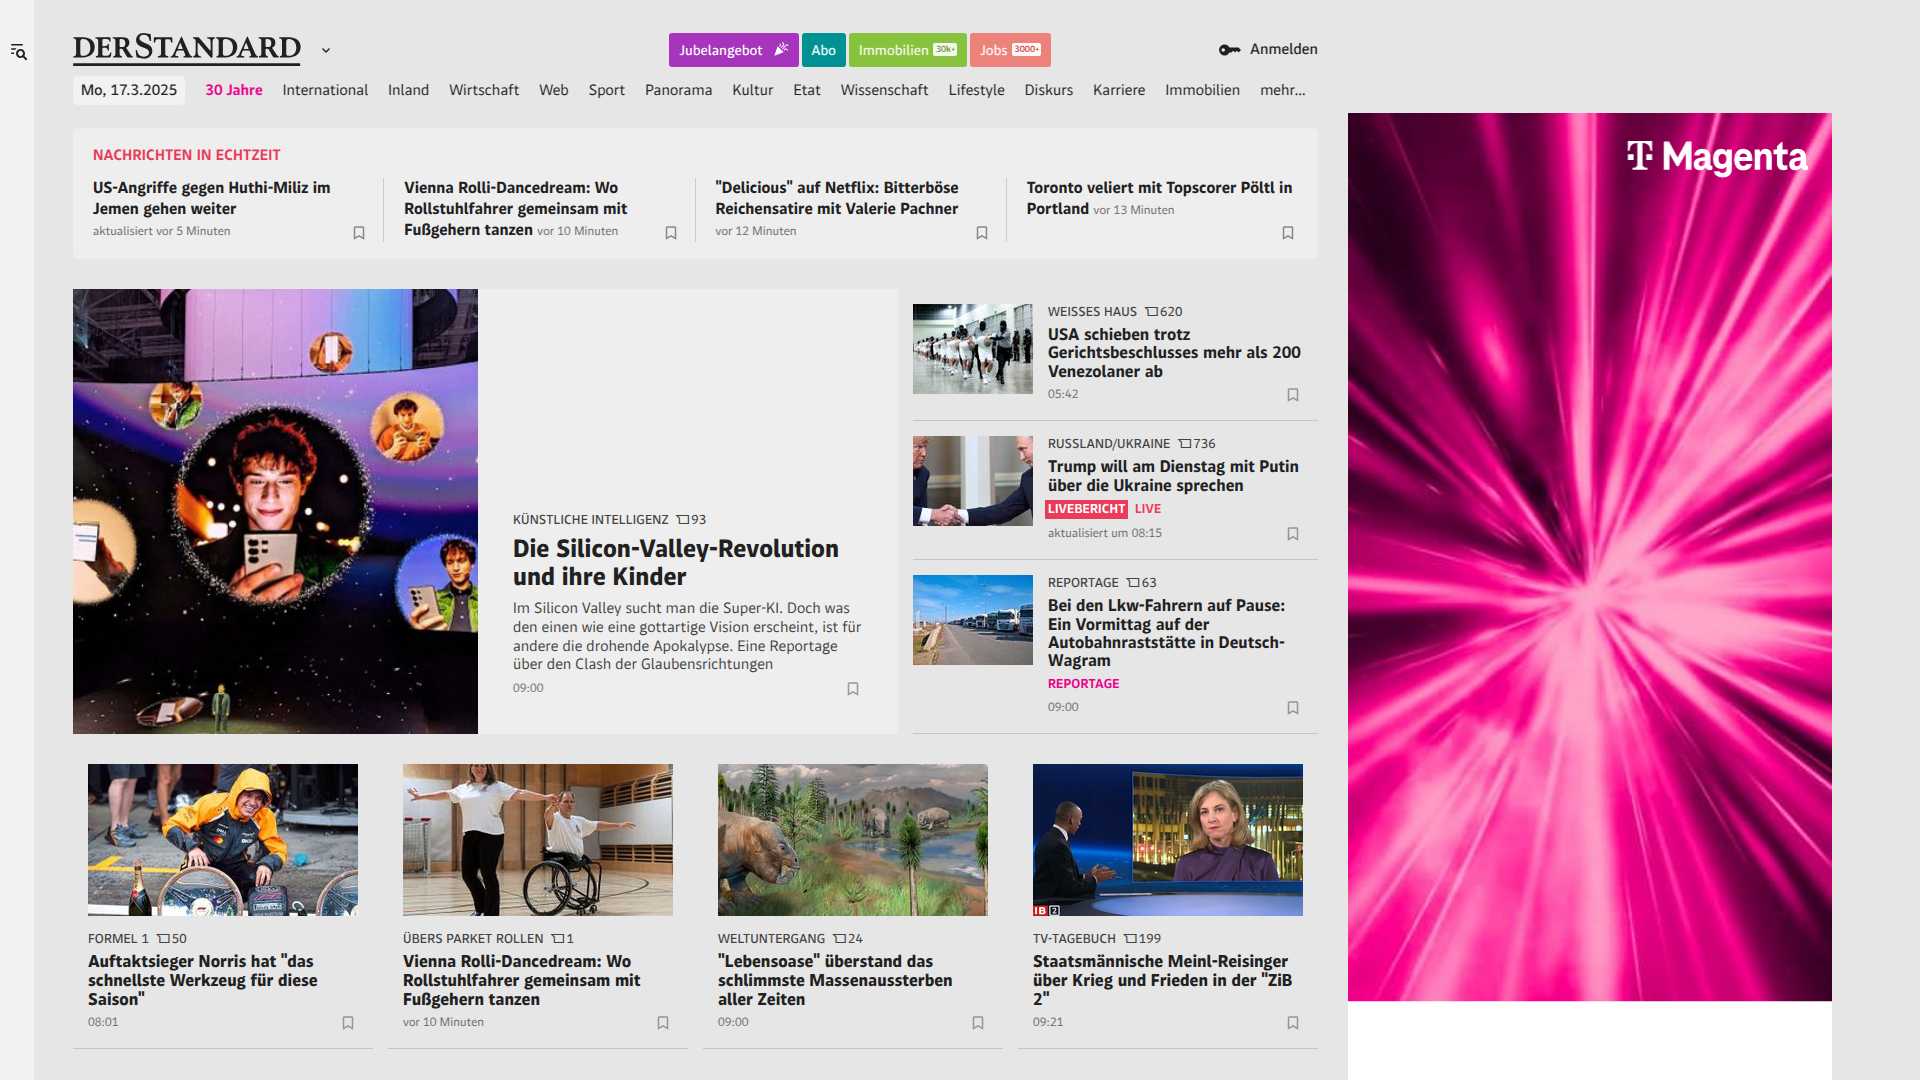 DERSTANDARD
Jubelangebot
Abo
Immobilien 30k+
Jobs 3000+
Anmelden
Mo, 17.3.2025
30 Jahre
International
Inland
Wirtschaft
Web
Sport
Panorama
Kultur
Etat
Wissenschaft
Lifestyle
Diskurs
Karriere
Immobilien
mehr...
NACHRICHTEN IN ECHTZEIT
US-Angriffe gegen Huthi-Miliz im
Jemen gehen weiter
aktualisiert vor 5 Minuten
Vienna Rolli-Dancedream: Wo
Rollstuhlfahrer gemeinsam mit
Fußgehern tanzen vor 10 Minuten
"Delicious" auf Netflix: Bitterböse
Reichensatire mit Valerie Pachner
vor 12 Minuten
Toronto veliert mit Topscorer Pöltl in
Portland vor 13 Minuten
T Magenta
KÜNSTLICHE INTELLIGENZ 93
Die Silicon-Valley-Revolution
und ihre Kinder
Im Silicon Valley sucht man die Super-KI. Doch was
den einen wie eine gottartige Vision erscheint, ist für
andere die drohende Apokalypse. Eine Reportage
über den Clash der Glaubensrichtungen
09:00
WEISSES HAUS 620
USA schieben trotz
Gerichtsbeschlusses mehr als 200
Venezolaner ab
05:42
RUSSLAND/UKRAINE 736
Trump will am Dienstag mit Putin
über die Ukraine sprechen
LIVEBERICHT LIVE
aktualisiert um 08:15
REPORTAGE 63
Bei den Lkw-Fahrern auf Pause:
Ein Vormittag auf der
Autobahnraststätte in Deutsch-
Wagram
REPORTAGE
09:00
FORMEL 1 50
Auftaktsieger Norris hat "das
schnellste Werkzeug für diese
Saison"
08:01
ÜBERS PARKET ROLLEN 1
Vienna Rolli-Dancedream: Wo
Rollstuhlfahrer gemeinsam mit
Fußgehern tanzen
vor 10 Minuten
WELTUNTERGANG 24
"Lebensoase" überstand das
schlimmste Massenaussterben
aller Zeiten
09:00
IB 2
TV-TAGEBUCH 199
Staatsmännische Meinl-Reisinger
über Krieg und Frieden in der "ZiB
2"
09:21